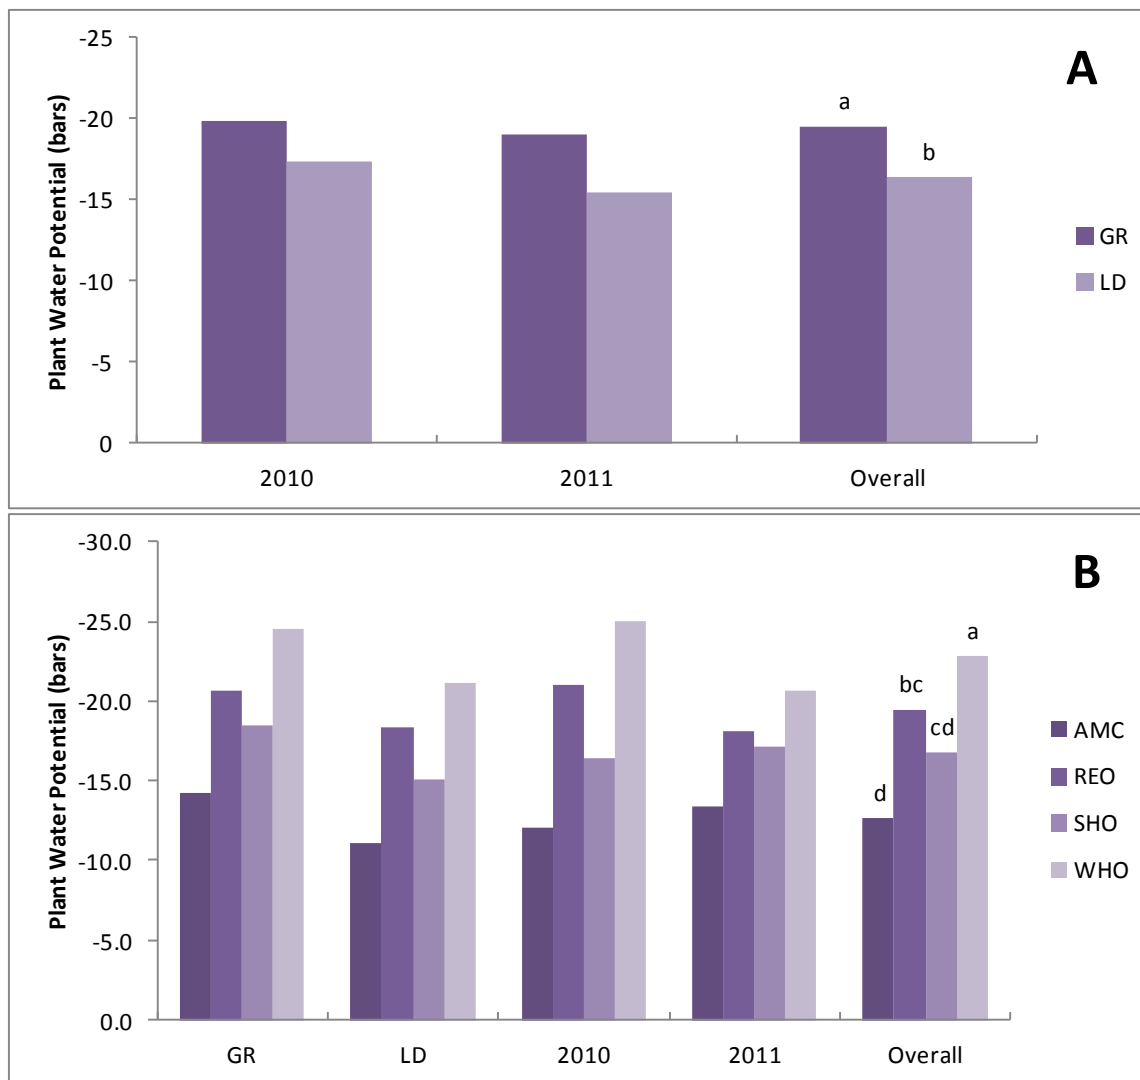 A
Plant Water Potential (bars)
-25
-20
-15
-10
-5
0
a
b
2010
2011
Overall
GR
LD
B
Plant Water Potential (bars)
-30.0
-25.0
-20.0
-15.0
-10.0
-5.0
0.0
d
bc
cd
a
GR
LD
2010
2011
Overall
AMC
REO
SHO
WHO